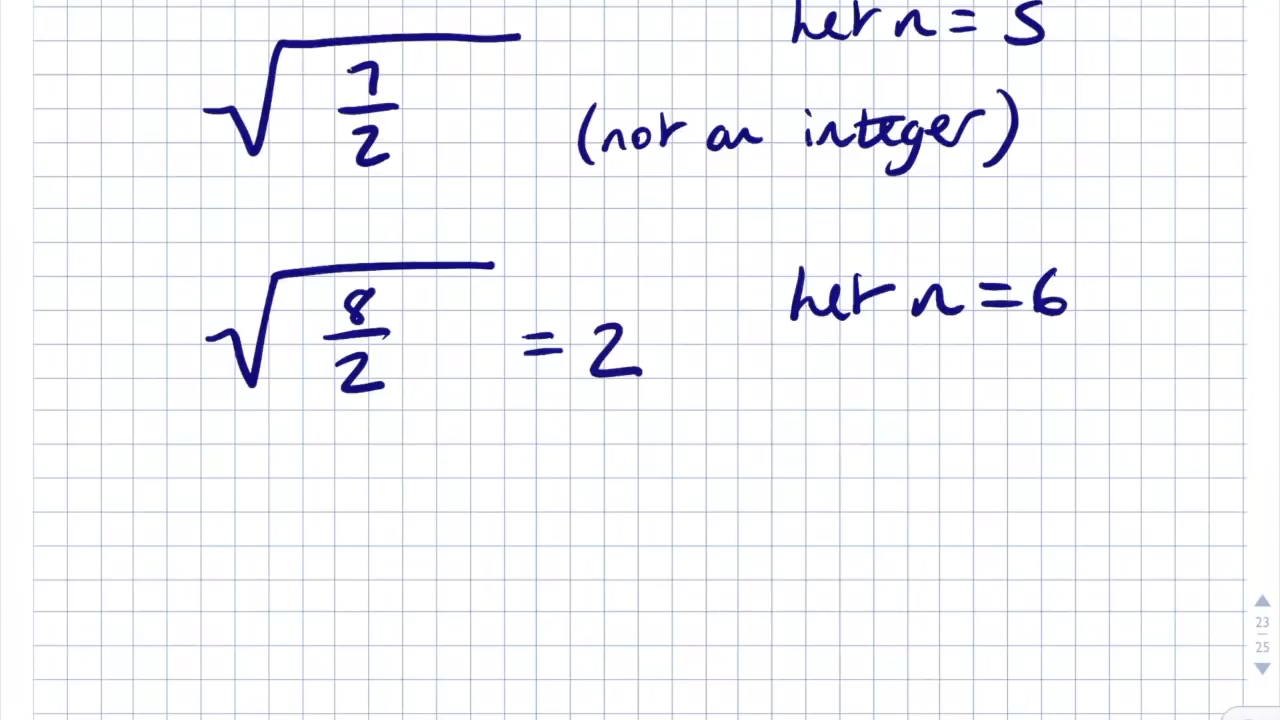 let n = 5
√(7/2) (not an integer)
√(8/2) = 2 let n = 6
23
25